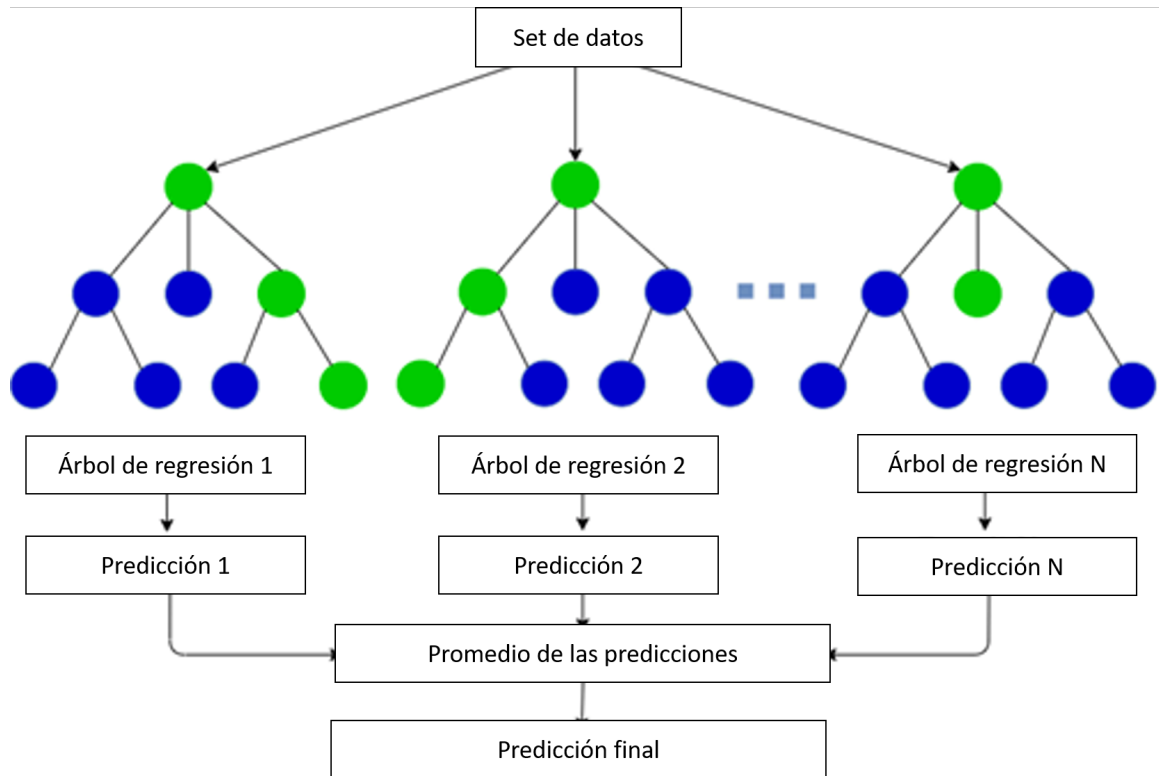 Set de datos
Árbol de regresión 1
Árbol de regresión 2
Árbol de regresión N
Predicción 1
Predicción 2
Predicción N
Promedio de las predicciones
Predicción final